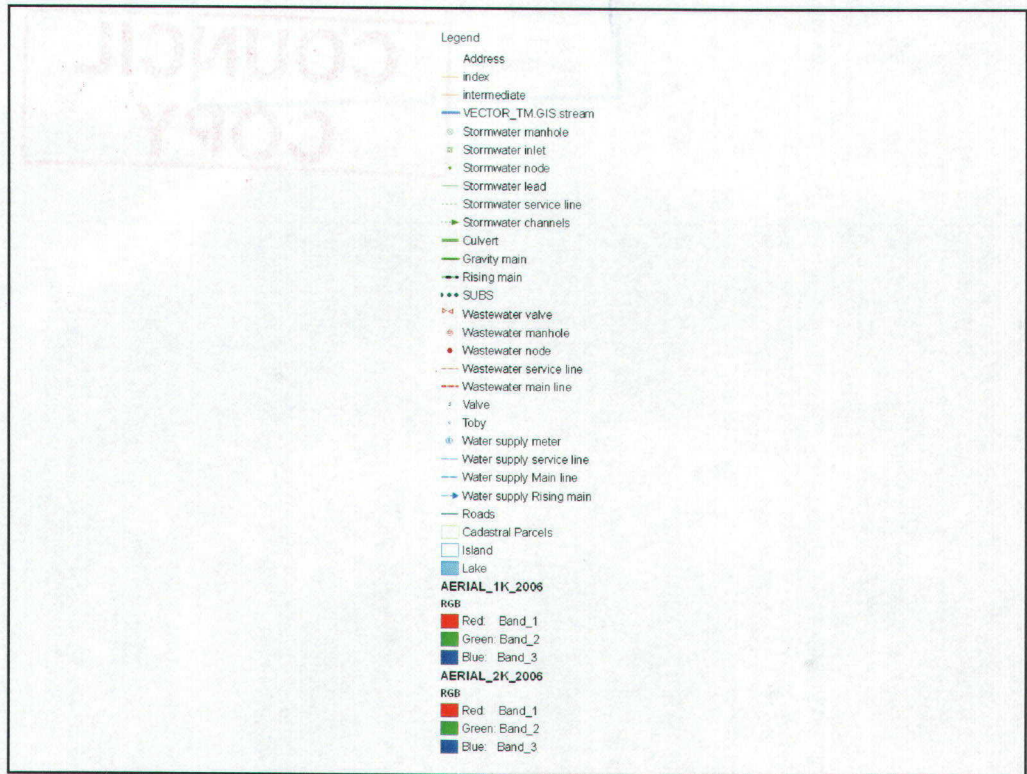 COUNCIL
COPY
Legend
Address
index
intermediate
VECTOR_TM.GIS.stream
Stormwater manhole
Stormwater inlet
Stormwater node
Stormwater lead
Stormwater service line
Stormwater channels
Culvert
Gravity main
Rising main
SUBS
Wastewater valve
Wastewater manhole
Wastewater node
Wastewater service line
Wastewater main line
Valve
Toby
Water supply meter
Water supply service line
Water supply Main line
Water supply Rising main
Roads
Cadastral Parcels
Island
Lake
AERIAL_1K_2006
RGB
Red: Band_1
Green: Band_2
Blue: Band_3
AERIAL_2K_2006
RGB
Red: Band_1
Green: Band_2
Blue: Band_3